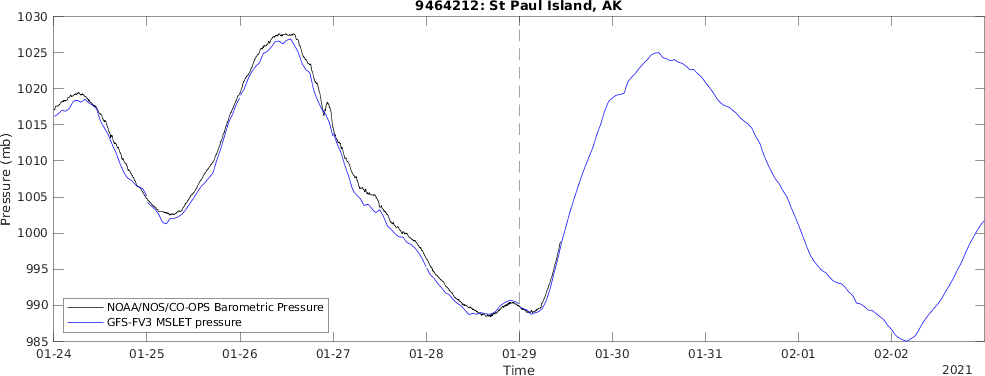 9464212: St Paul Island, AK
1030
1025
1020
1015
1010
1005
1000
995
990
985
Pressure (mb)
NOAA/NOS/CO-OPS Barometric Pressure
GFS-FV3 MSLET pressure
01-24 01-25 01-26 01-27 01-28 01-29 01-30 01-31 02-01 02-02
Time
2021